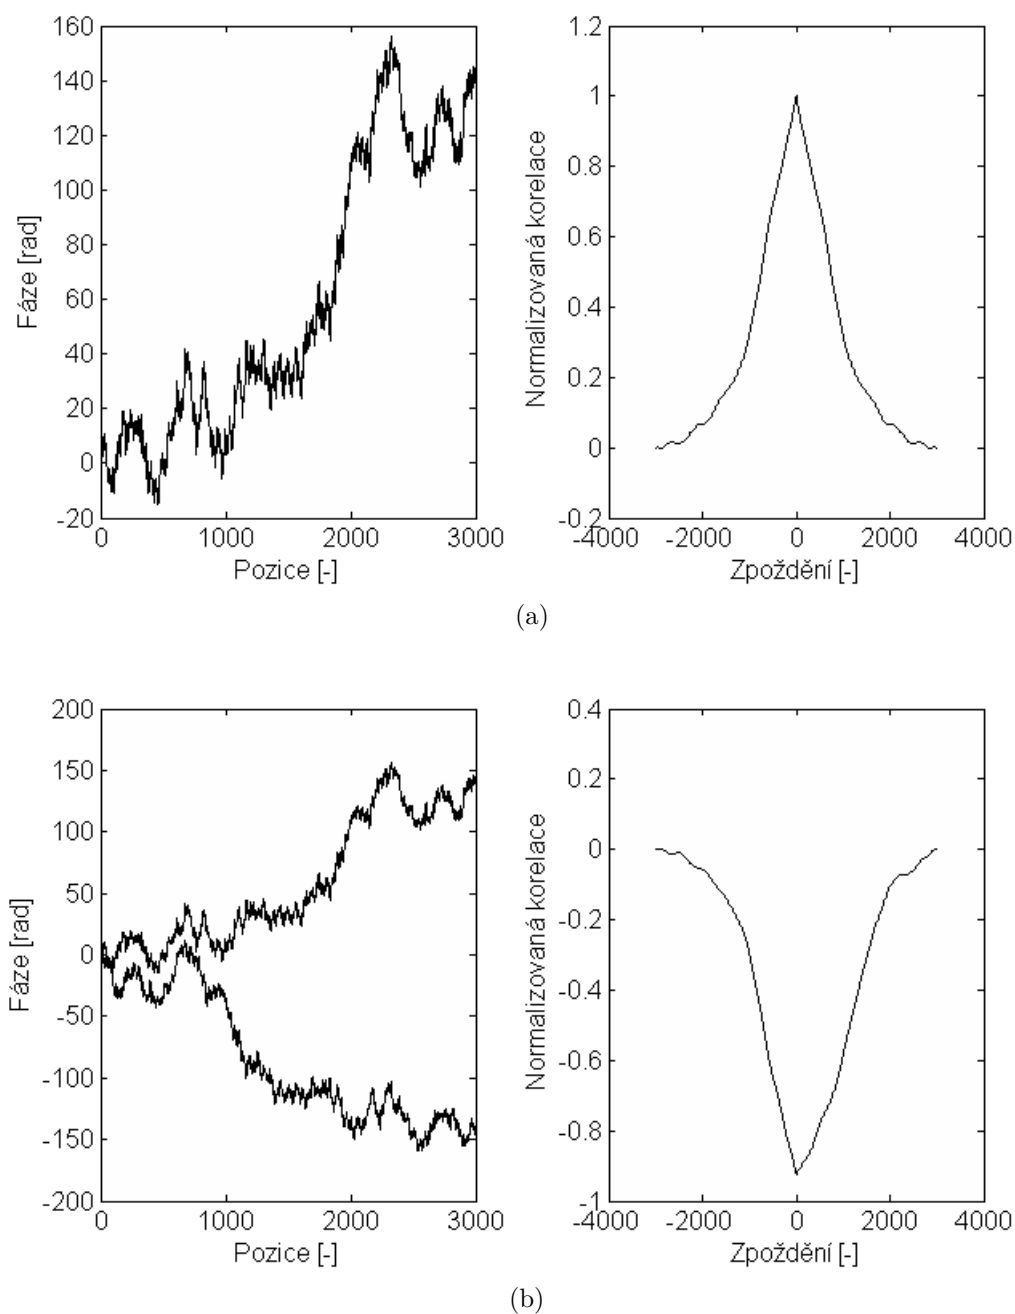 160
140
120
100
80
60
40
20
0
-20
0 1000 2000 3000
Fáze [rad]
Pozice [-]
1.2
1
0.8
0.6
0.4
0.2
0
-0.2
-4000 -2000 0 2000 4000
Normalizovaná korelace
Zpoždění [-]
(a)
200
150
100
50
0
-50
-100
-150
-200
0 1000 2000 3000
Fáze [rad]
Pozice [-]
0.4
0.2
0
-0.2
-0.4
-0.6
-0.8
-1
-4000 -2000 0 2000 4000
Normalizovaná korelace
Zpoždění [-]
(b)